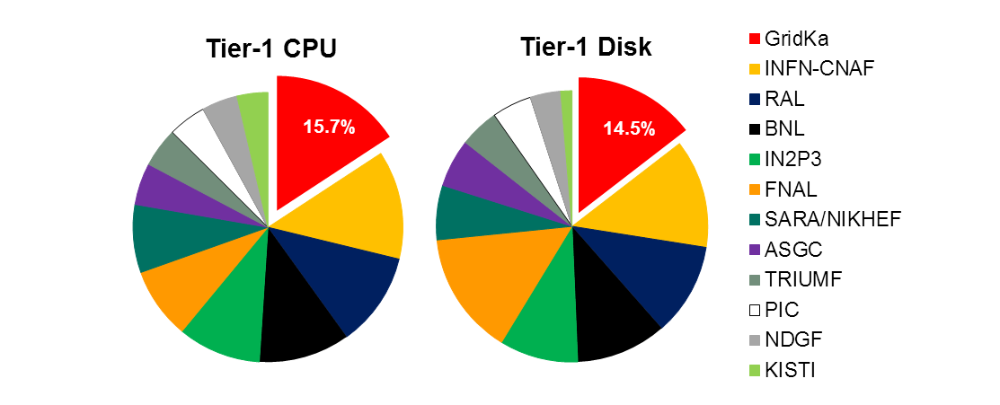 Tier-1 CPU
Tier-1 Disk
15.7%
14.5%
GridKa
INFN-CNAF
RAL
BNL
IN2P3
FNAL
SARA/NIKHEF
ASGC
TRIUMF
PIC
NDGF
KISTI